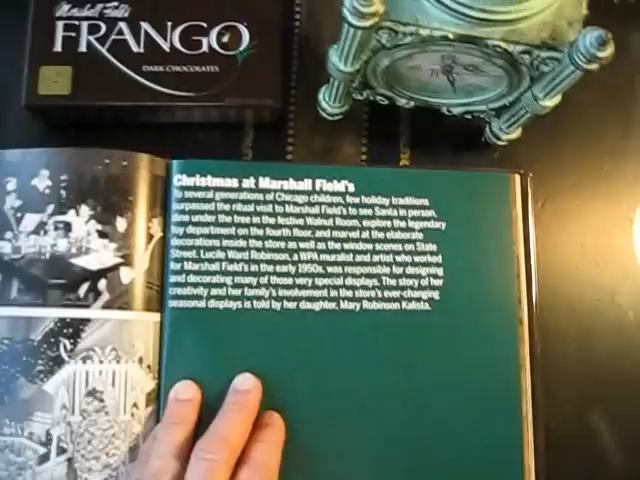 Marshall Field's
FRANGO
DARK CHOCOLATES
Christmas at Marshall Field's
To several generations of Chicago children, few holiday traditions
surpassed the ritual visit to Marshall Field's to see Santa in person,
dine under the tree in the festive Walnut Room, explore the legendary
toy department on the fourth floor, and marvel at the elaborate
decorations inside the store as well as the window scenes on State
Street. Lucile Ward Robinson, a WPA muralist and artist who worked
for Marshall Field's in the early 1950s, was responsible for designing
and decorating many of those very special displays. The story of her
creativity and her family's involvement in the store's ever-changing
seasonal displays is told by her daughter, Mary Robinson Kalista.